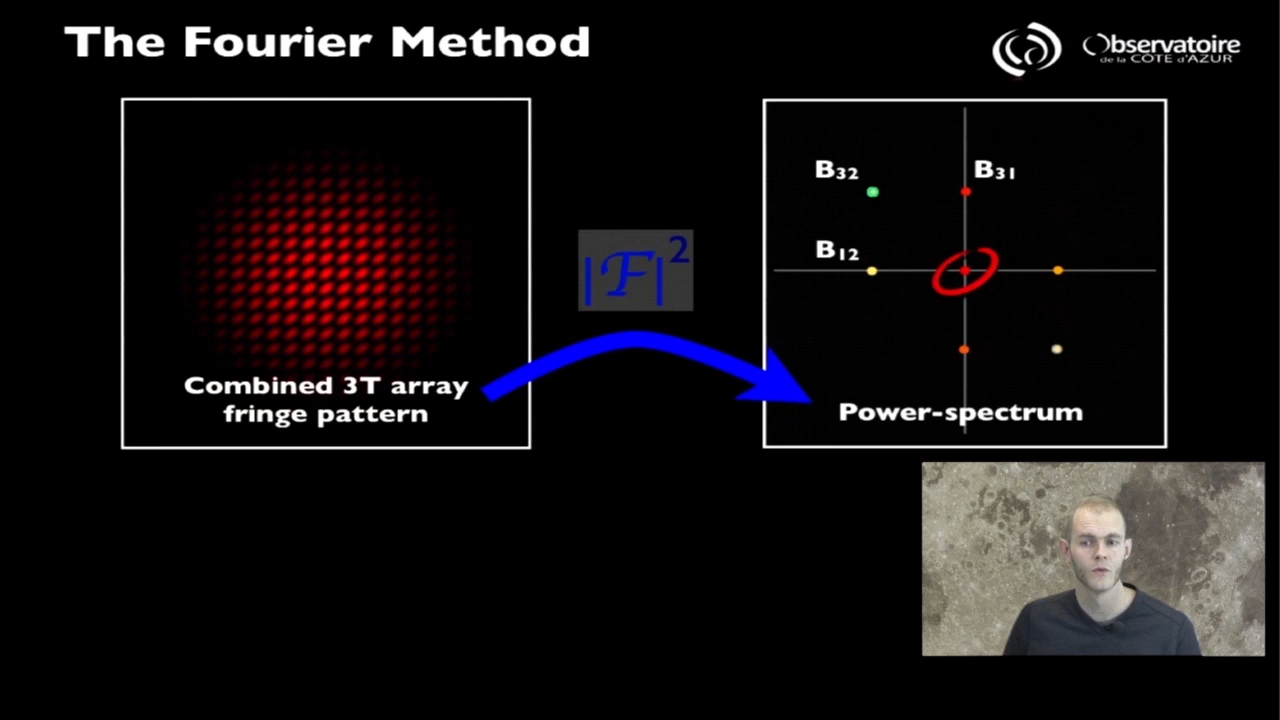 The Fourier Method
Observatoire
de la CÔTE d'AZUR
B₃₂
B₃₁
B₁₂
|ℱ|²
Combined 3T array
fringe pattern
Power-spectrum